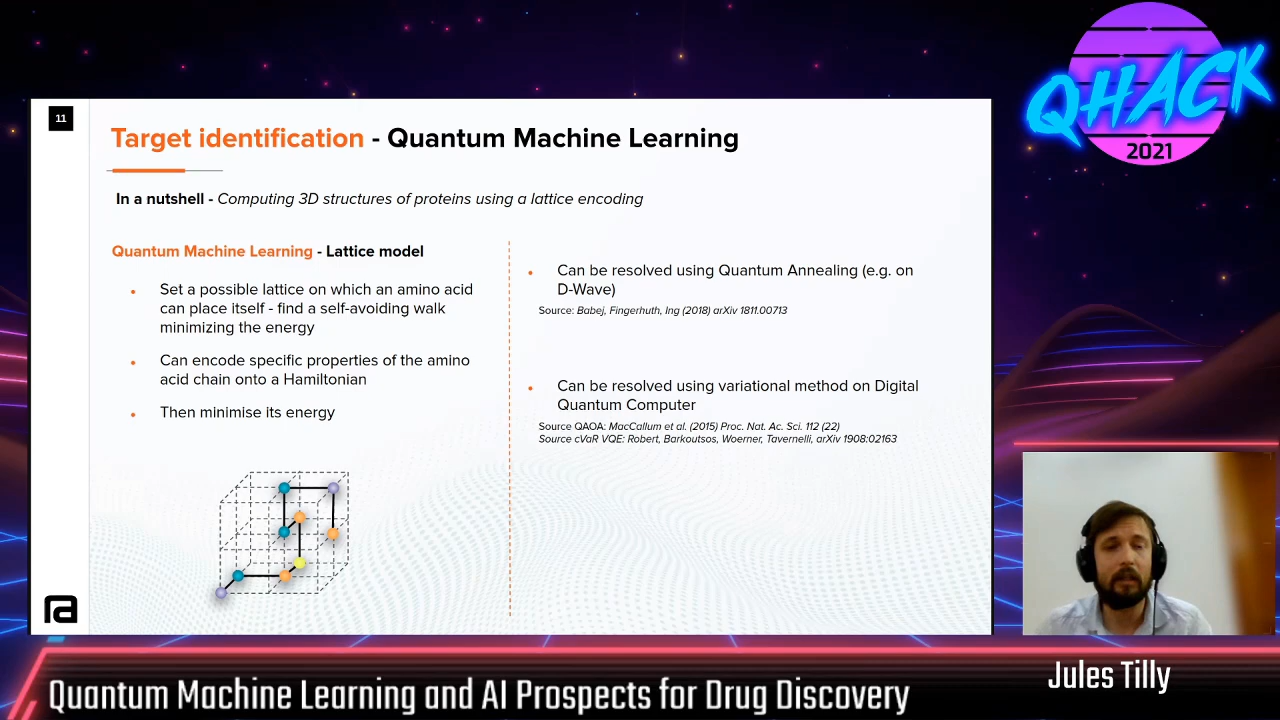 QHACK
2021
11
Target identification - Quantum Machine Learning
In a nutshell - Computing 3D structures of proteins using a lattice encoding
Quantum Machine Learning - Lattice model
• Set a possible lattice on which an amino acid
can place itself - find a self-avoiding walk
minimizing the energy
• Can encode specific properties of the amino
acid chain onto a Hamiltonian
• Then minimise its energy
• Can be resolved using Quantum Annealing (e.g. on
D-Wave)
Source: Babej, Fingerhuth, Ing (2018) arXiv 1811.00713
• Can be resolved using variational method on Digital
Quantum Computer
Source QAOA: MacCallum et al. (2015) Proc. Nat. Ac. Sci. 112 (22)
Source cVaR VQE: Robert, Barkoutsos, Woerner, Tavernelli, arXiv 1908:02163
ra
Jules Tilly
Quantum Machine Learning and AI Prospects for Drug Discovery